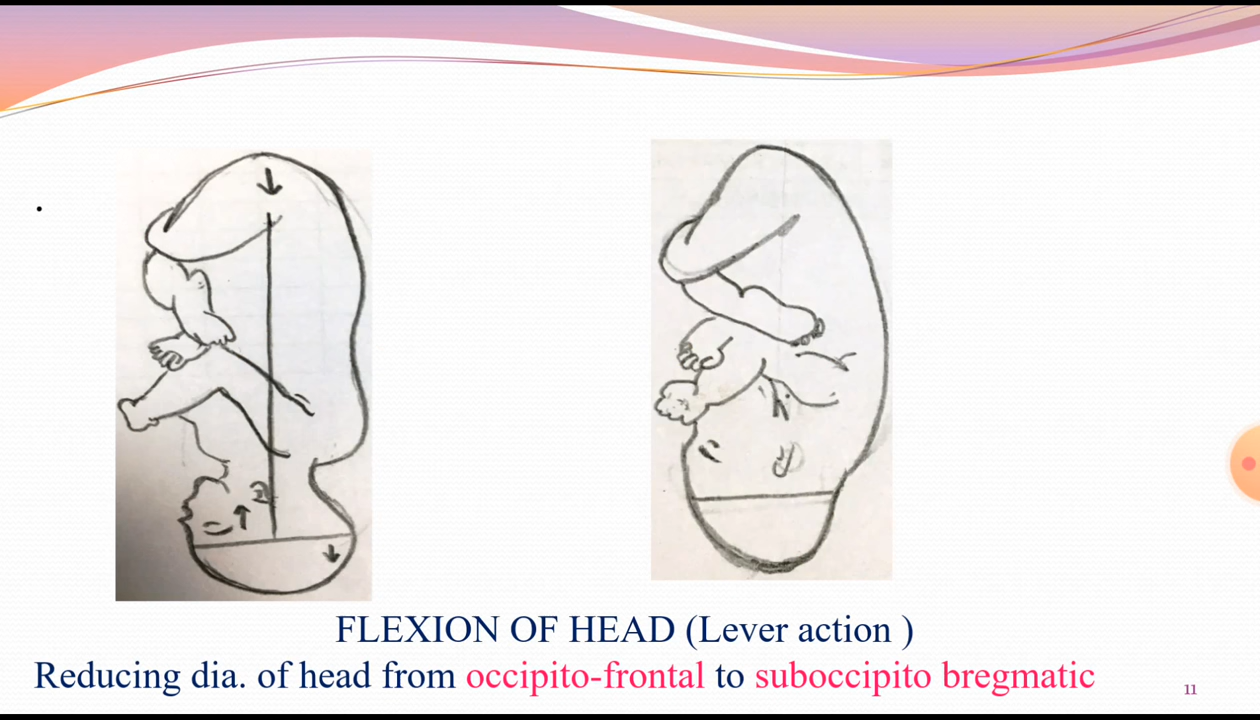 FLEXION OF HEAD (Lever action )
Reducing dia. of head from occipito-frontal to suboccipito bregmatic
11